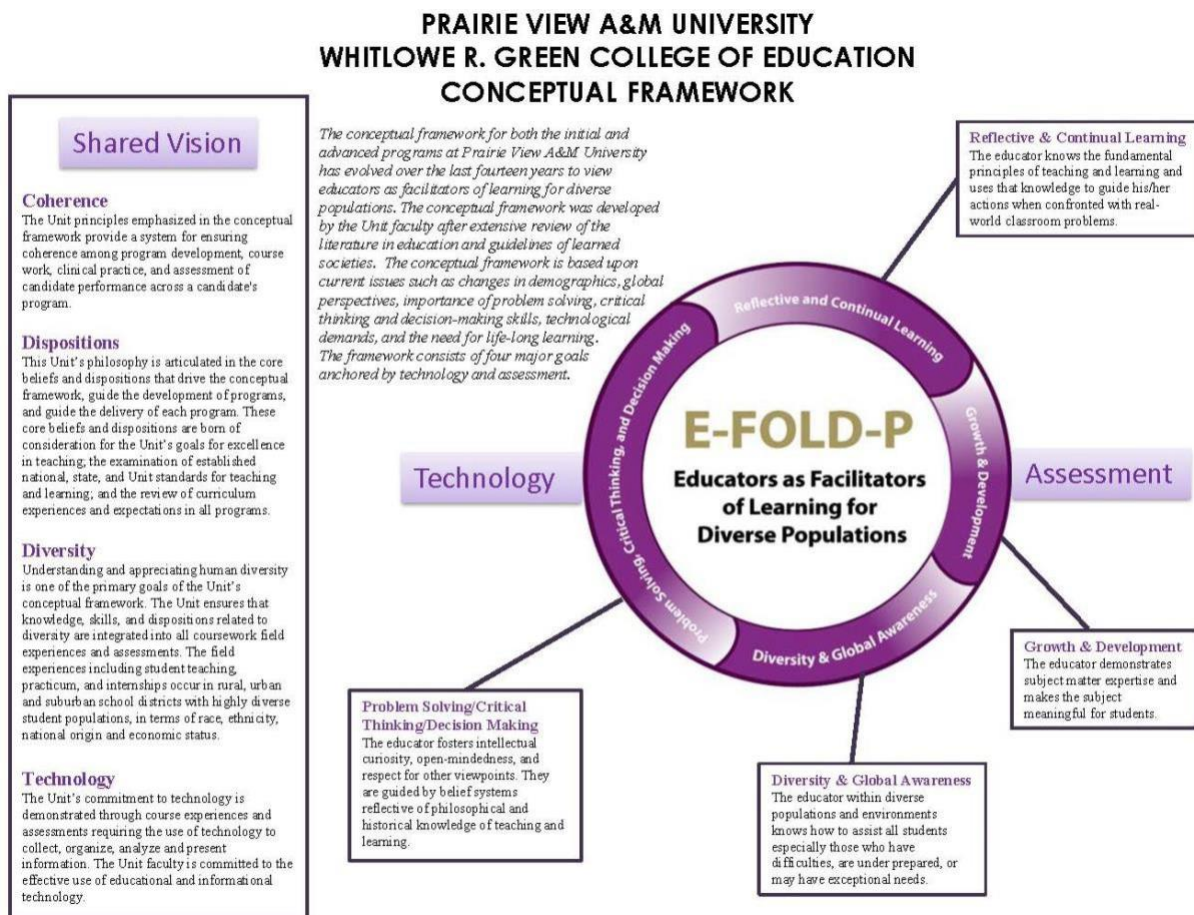 PRAIRIE VIEW A&M UNIVERSITY
WHITLOWE R. GREEN COLLEGE OF EDUCATION
CONCEPTUAL FRAMEWORK
Shared Vision
Coherence
The Unit principles emphasized in the conceptual
framework provide a system for ensuring
coherence among program development, course
work, clinical practice, and assessment of
candidate performance across a candidate's
program.
Dispositions
This Unit's philosophy is articulated in the core
beliefs and dispositions that drive the conceptual
framework, guide the development of programs,
and guide the delivery of each program. These
core beliefs and dispositions are born of
consideration for the Unit's goals for excellence
in teaching; the examination of established
national, state, and Unit standards for teaching
and learning; and the review of curriculum
experiences and expectations in all programs.
Diversity
Understanding and appreciating human diversity
is one of the primary goals of the Unit's
conceptual framework. The Unit ensures that
knowledge, skills, and dispositions related to
diversity are integrated into all coursework field
experiences and assessments. The field
experiences including student teaching,
practicum, and internships occur in rural, urban
and suburban school districts with highly diverse
student populations, in terms of race, ethnicity,
national origin and economic status.
Technology
The Unit's commitment to technology is
demonstrated through course experiences and
assessments requiring the use of technology to
collect, organize, analyze and present
information. The Unit faculty is committed to the
effective use of educational and informational
technology.
The conceptual framework for both the initial and
advanced programs at Prairie View A&M University
has evolved over the last fourteen years to view
educators as facilitators of learning for diverse
populations. The conceptual framework was developed
by the Unit faculty after extensive review of the
literature in education and guidelines of learned
societies. The conceptual framework is based upon
current issues such as changes in demographics, global
perspectives, importance of problem solving, critical
thinking and decision-making skills, technological
demands, and the need for life-long learning.
The framework consists of four major goals
anchored by technology and assessment.
Reflective & Continual Learning
The educator knows the fundamental
principles of teaching and learning and
uses that knowledge to guide his/her
actions when confronted with real-
world classroom problems.
Reflective and Continual Learning
Problem Solving, Critical Thinking, and Decision Making
Growth & Development
Diversity & Global Awareness
E-FOLD-P
Educators as Facilitators
of Learning for
Diverse Populations
Technology
Assessment
Growth & Development
The educator demonstrates
subject matter expertise and
makes the subject
meaningful for students.
Problem Solving/Critical
Thinking/Decision Making
The educator fosters intellectual
curiosity, open-mindedness, and
respect for other viewpoints. They
are guided by belief systems
reflective of philosophical and
historical knowledge of teaching and
learning.
Diversity & Global Awareness
The educator within diverse
populations and environments
knows how to assist all students
especially those who have
difficulties, are under prepared, or
may have exceptional needs.